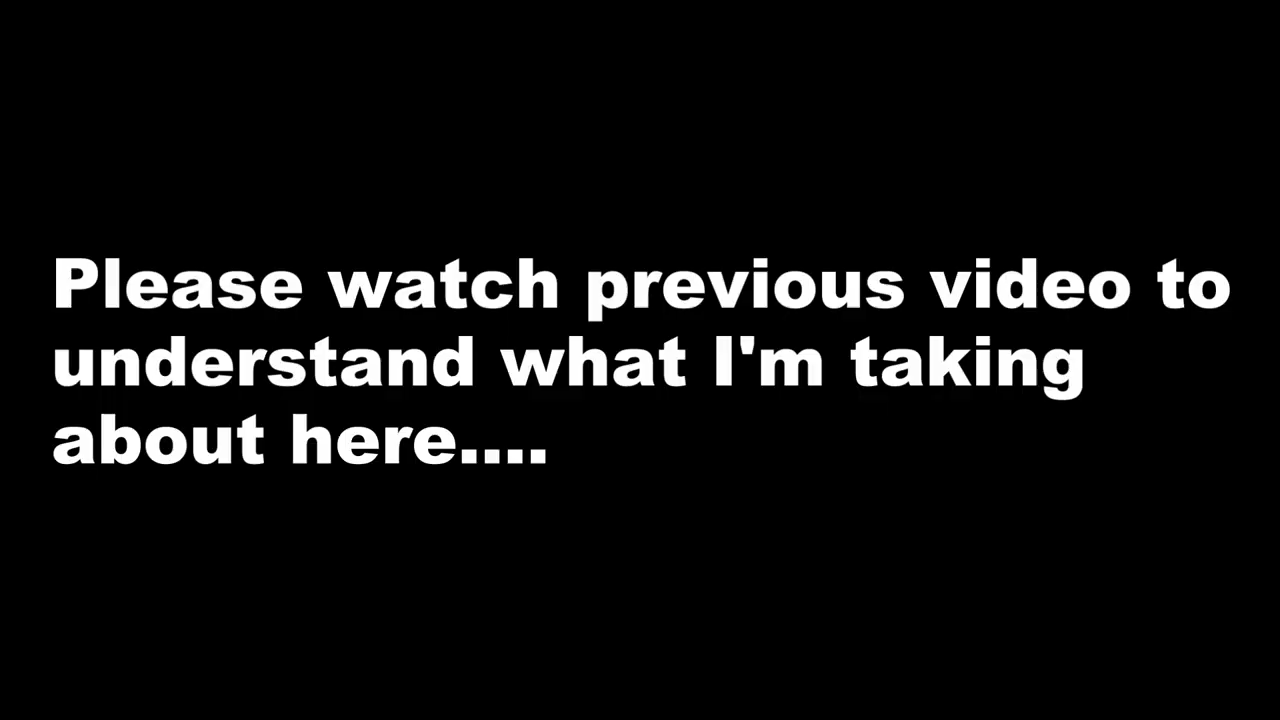 Please watch previous video to
understand what I'm taking
about here....